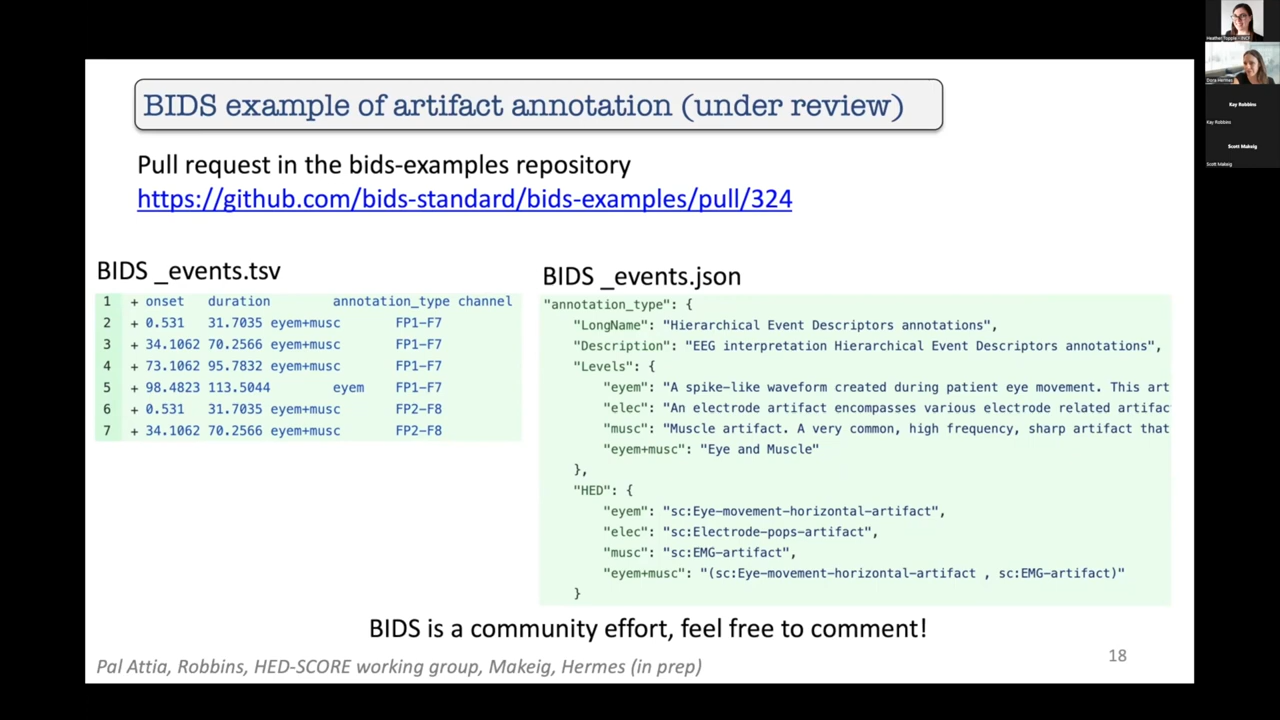 BIDS example of artifact annotation (under review)
Pull request in the bids-examples repository
https://github.com/bids-standard/bids-examples/pull/324
BIDS _events.tsv
1 + onset duration annotation_type channel
2 + 0.531 31.7035 eyem+musc FP1-F7
3 + 34.1062 70.2566 eyem+musc FP1-F7
4 + 73.1062 95.7832 eyem+musc FP1-F7
5 + 98.4823 113.5044 eyem FP1-F7
6 + 0.531 31.7035 eyem+musc FP2-F8
7 + 34.1062 70.2566 eyem+musc FP2-F8
BIDS _events.json
"annotation_type": {
"LongName": "Hierarchical Event Descriptors annotations",
"Description": "EEG interpretation Hierarchical Event Descriptors annotations",
"Levels": {
"eyem": "A spike-like waveform created during patient eye movement. This art
"elec": "An electrode artifact encompasses various electrode related artifac
"musc": "Muscle artifact. A very common, high frequency, sharp artifact that
"eyem+musc": "Eye and Muscle"
},
"HED": {
"eyem": "sc:Eye-movement-horizontal-artifact",
"elec": "sc:Electrode-pops-artifact",
"musc": "sc:EMG-artifact",
"eyem+musc": "(sc:Eye-movement-horizontal-artifact , sc:EMG-artifact)"
}
BIDS is a community effort, feel free to comment!
Pal Attia, Robbins, HED-SCORE working group, Makeig, Hermes (in prep)
18
Heather Topple - INCF
Dora Hermes
Kay Robbins
Kay Robbins
Scott Makeig
Scott Makeig